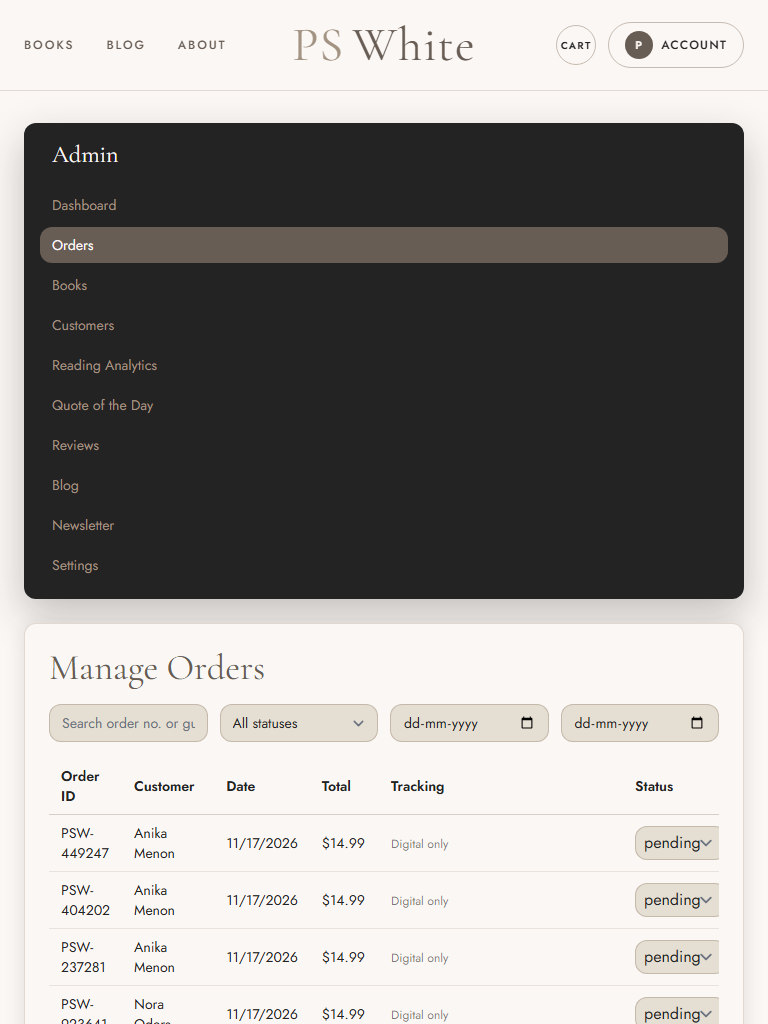 BOOKS BLOG ABOUT PS White CART P ACCOUNT
Admin
Dashboard
Orders
Books
Customers
Reading Analytics
Quote of the Day
Reviews
Blog
Newsletter
Settings
Manage Orders
Search order no. or gu All statuses dd-mm-yyyy dd-mm-yyyy
Order ID Customer Date Total Tracking Status
PSW-449247 Anika Menon 11/17/2026 $14.99 Digital only pending
PSW-404202 Anika Menon 11/17/2026 $14.99 Digital only pending
PSW-237281 Anika Menon 11/17/2026 $14.99 Digital only pending
PSW- Nora 11/17/2026 $14.99 Digital only pending